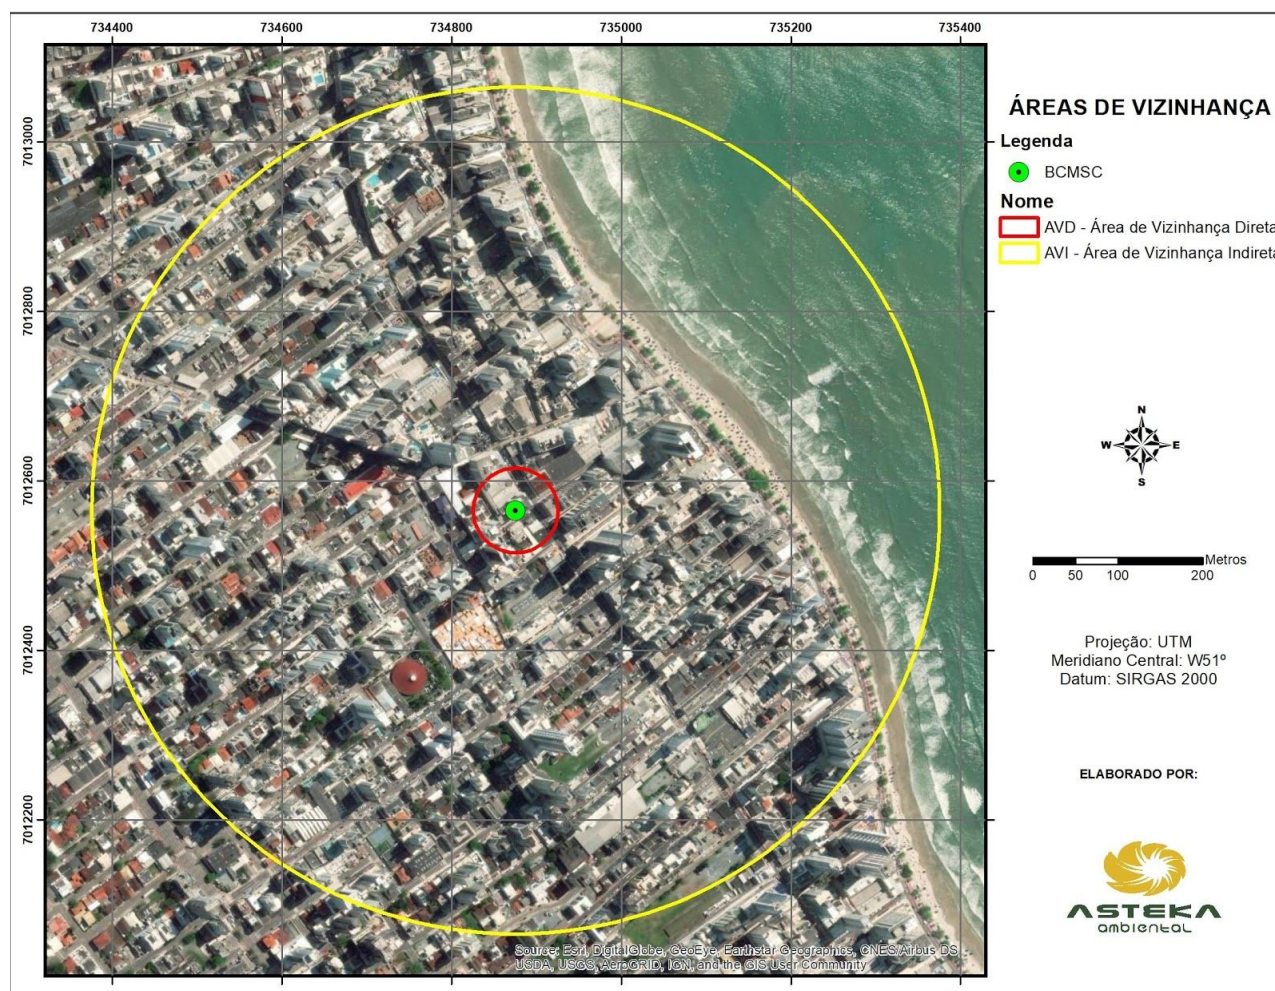 734400 734600 734800 735000 735200 735400
7013000
7012800
7012600
7012400
7012200
ÁREAS DE VIZINHANÇA
Legenda
BCMSC
Nome
AVD - Área de Vizinhança Direta
AVI - Área de Vizinhança Indireta
N
W E
S
Metros
0 50 100 200
Projeção: UTM
Meridiano Central: W51º
Datum: SIRGAS 2000
ELABORADO POR:
ASTEKA
ambiental
Source: Esri, DigitalGlobe, GeoEye, Earthstar Geographics, CNES/Airbus DS,
USDA, USGS, AeroGRID, IGN, and the GIS User Community